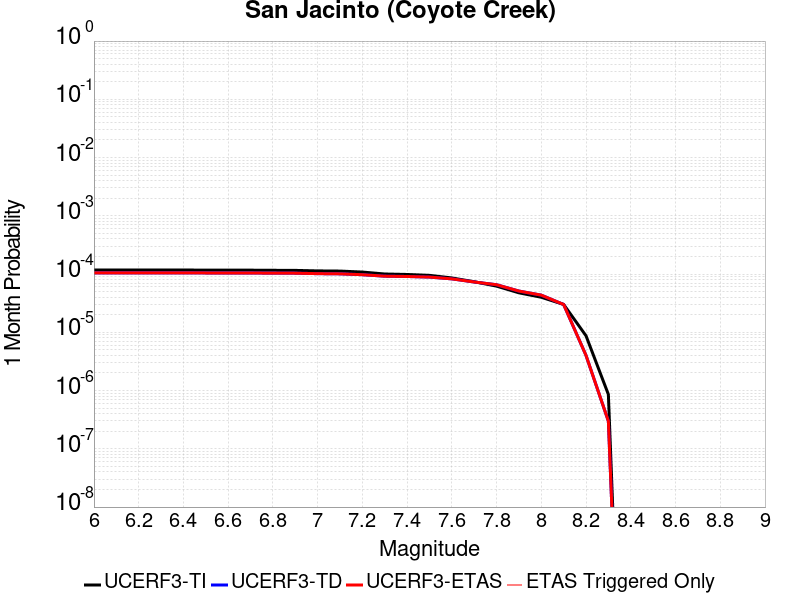 San Jacinto (Coyote Creek)
10^0
10^-1
10^-2
10^-3
10^-4
10^-5
10^-6
10^-7
10^-8
1 Month Probability
6 6.2 6.4 6.6 6.8 7 7.2 7.4 7.6 7.8 8 8.2 8.4 8.6 8.8 9
Magnitude
UCERF3-TI UCERF3-TD UCERF3-ETAS ETAS Triggered Only